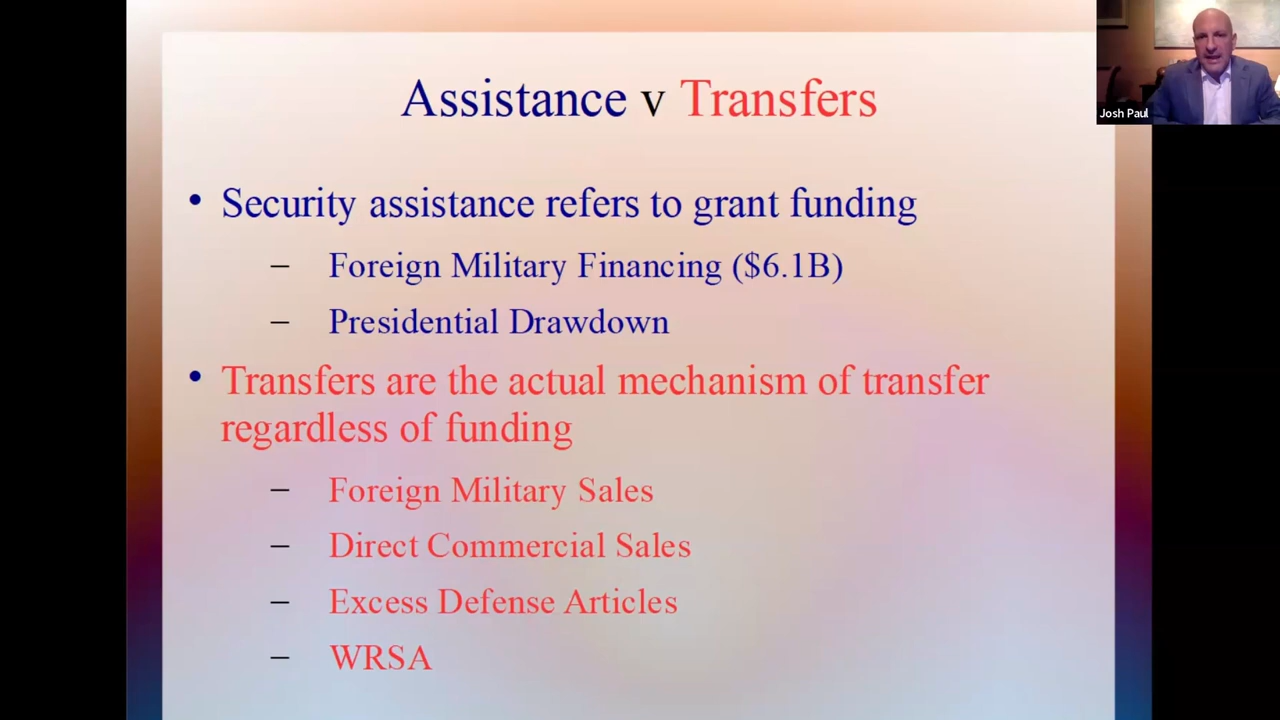 Assistance v Transfers
Josh Paul
• Security assistance refers to grant funding
– Foreign Military Financing ($6.1B)
– Presidential Drawdown
• Transfers are the actual mechanism of transfer
regardless of funding
– Foreign Military Sales
– Direct Commercial Sales
– Excess Defense Articles
– WRSA